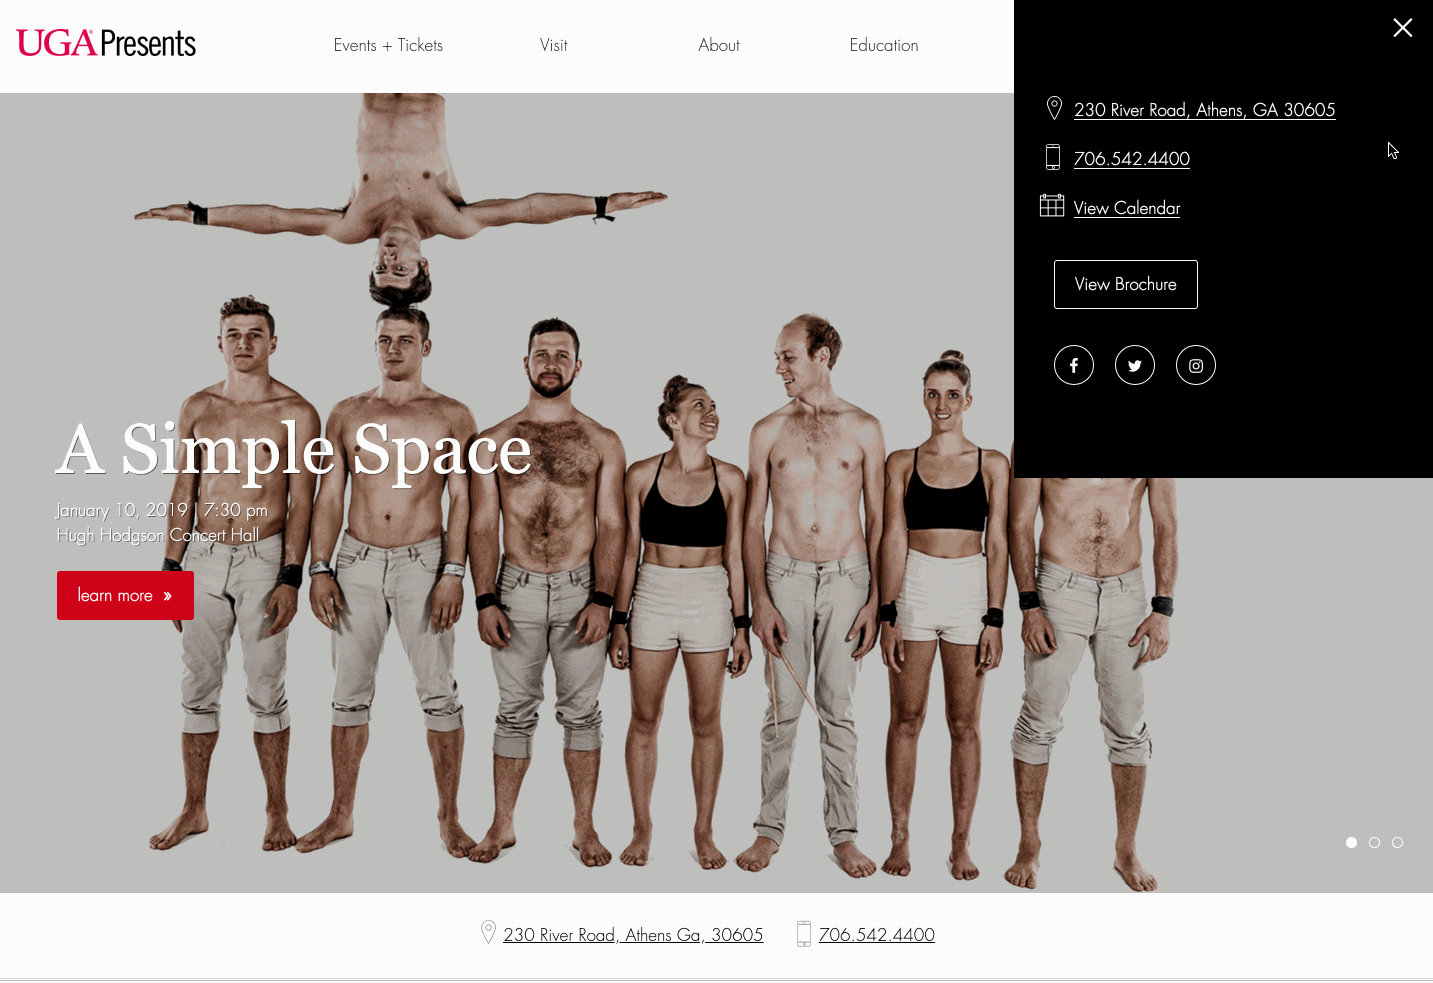 UGA Presents
Events + Tickets
Visit
About
Education
230 River Road, Athens, GA 30605
706.542.4400
View Calendar
View Brochure
A Simple Space
January 10, 2019 | 7:30 pm
Hugh Hodgson Concert Hall
learn more »
230 River Road, Athens Ga, 30605
706.542.4400